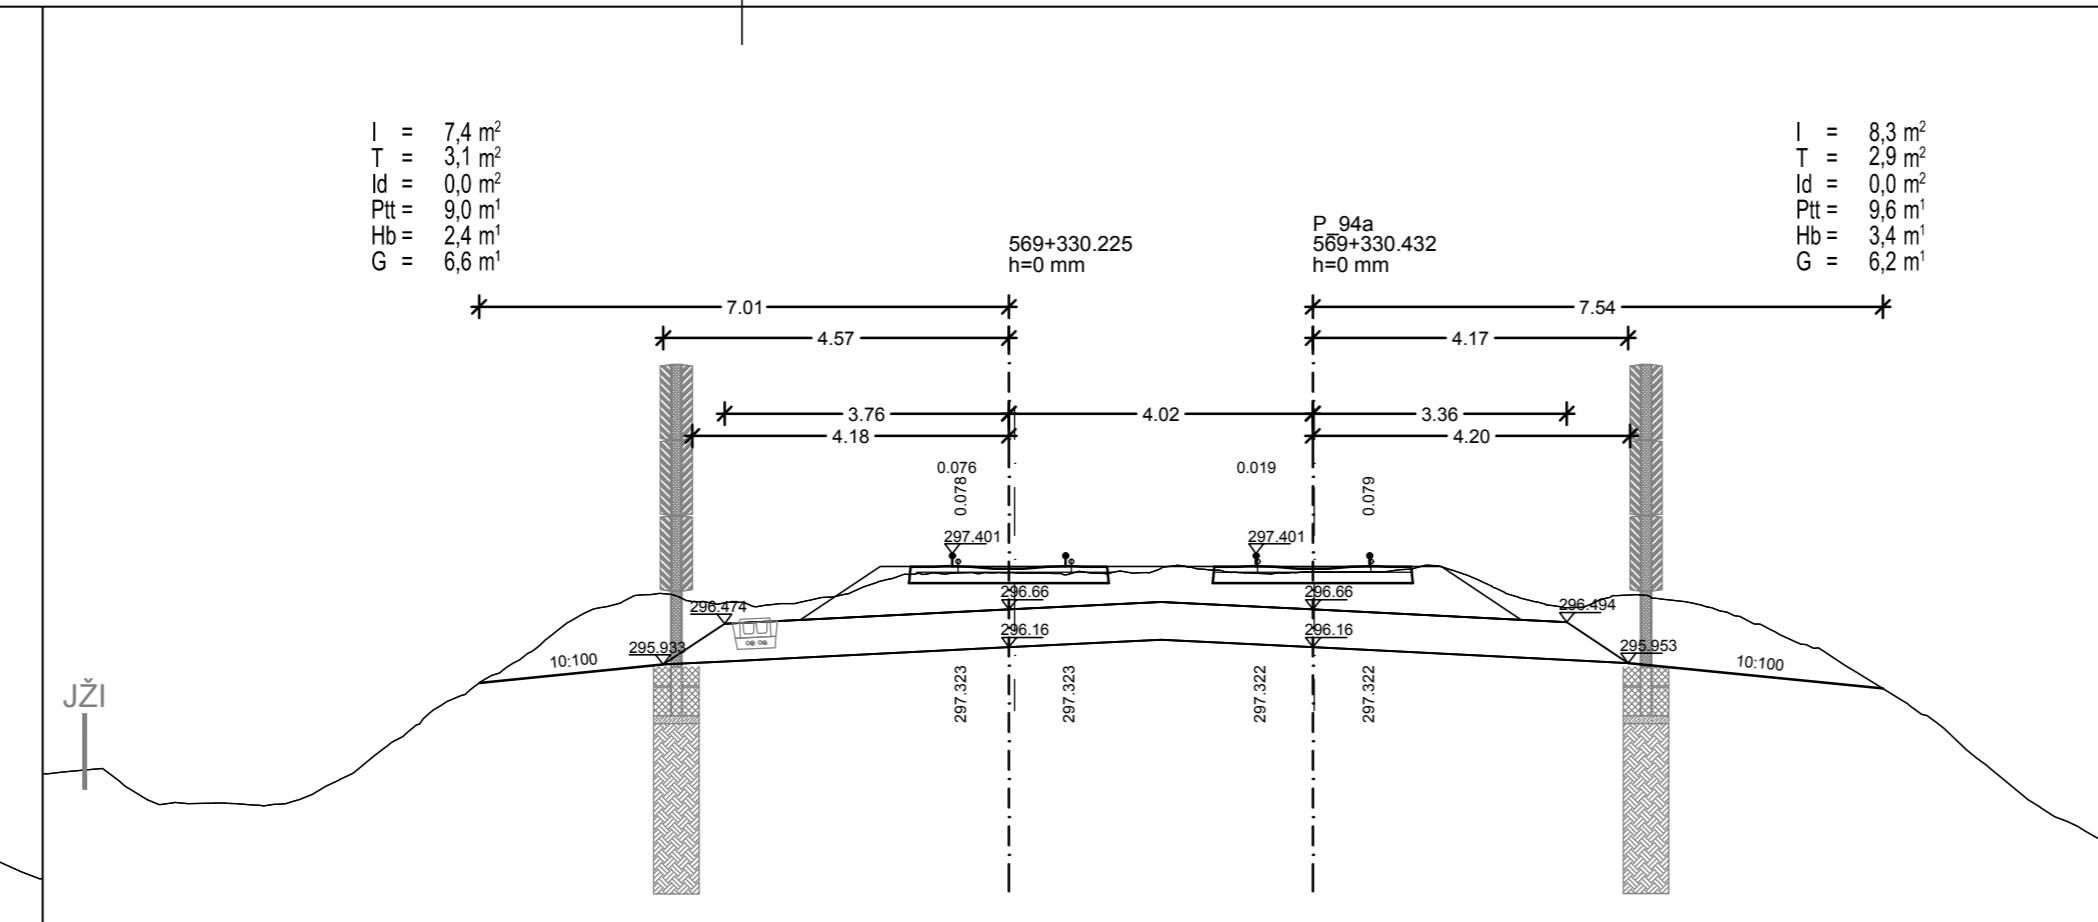 I = 7,4 m²
T = 3,1 m²
Id = 0,0 m²
Ptt = 9,0 m¹
Hb = 2,4 m¹
G = 6,6 m¹
I = 8,3 m²
T = 2,9 m²
Id = 0,0 m²
Ptt = 9,6 m¹
Hb = 3,4 m¹
G = 6,2 m¹
569+330.225
h=0 mm
P_94a
569+330.432
h=0 mm
7.01
7.54
4.57
4.17
3.76
4.02
3.36
4.18
4.20
0.076
0.078
0.019
0.079
297.401
297.401
296.66
296.66
296.474
296.494
296.16
296.16
295.933
295.953
10:100
10:100
297.323
297.323
297.322
297.322
JŽI